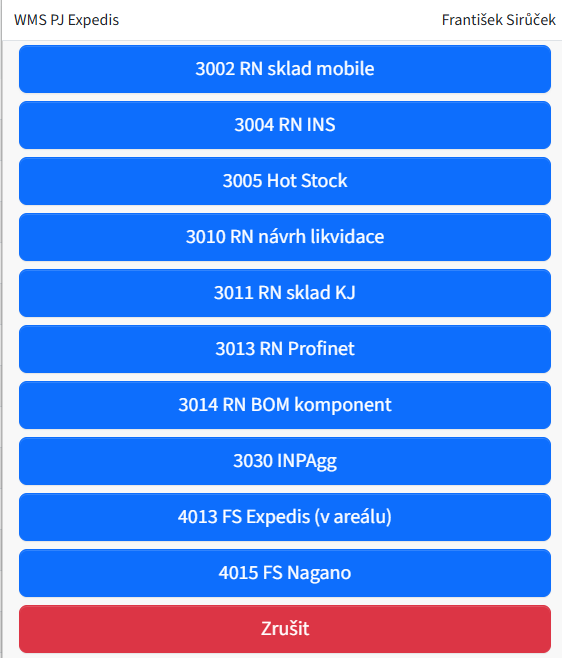 WMS PJ Expedis František Sirůček
3002 RN sklad mobile
3004 RN INS
3005 Hot Stock
3010 RN návrh likvidace
3011 RN sklad KJ
3013 RN Profinet
3014 RN BOM komponent
3030 INPAgg
4013 FS Expedis (v areálu)
4015 FS Nagano
Zrušit